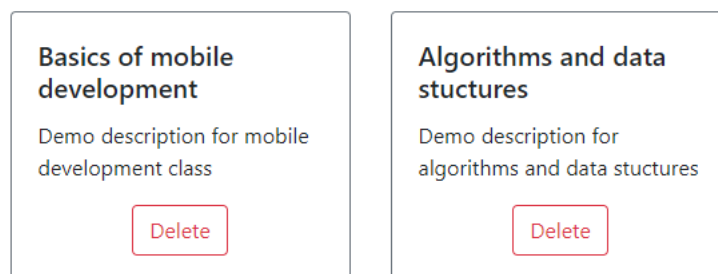 Basics of mobile
development
Demo description for mobile
development class
Delete
Algorithms and data
stuctures
Demo description for
algorithms and data stuctures
Delete